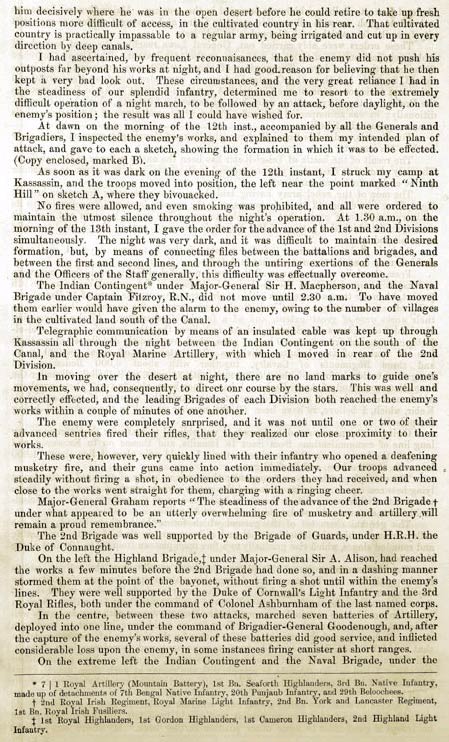 him decisively where he was in the open desert before he could retire to take up fresh
positions more difficult of access, in the cultivated country in his rear. That cultivated
country is practically impassable to a regular army, being irrigated and cut up in every
direction by deep canals.
I had ascertained, by frequent reconnaisances, that the enemy did not push his
outposts far beyond his works at night, and I had good reason for believing that he then
kept a very bad look out. These circumstances, and the very great reliance I had in
the steadiness of our splendid infantry, determined me to resort to the extremely
difficult operation of a night march, to be followed by an attack, before daylight, on the
enemy's position; the result was all I could have wished for.
At dawn on the morning of the 12th inst., accompanied by all the Generals and
Brigadiers, I inspected the enemy's works, and explained to them my intended plan of
attack, and gave to each a sketch, showing the formation in which it was to be effected.
(Copy enclosed, marked B).
As soon as it was dark on the evening of the 12th instant, I struck my camp at
Kassassin, and the troops moved into position, the left near the point marked "Ninth
Hill" on sketch A, where they bivouacked.
No fires were allowed, and even smoking was prohibited, and all were ordered to
maintain the utmost silence throughout the night's operation. At 1.30 a.m., on the
morning of the 13th instant, I gave the order for the advance of the 1st and 2nd Divisions
simultaneously. The night was very dark, and it was difficult to maintain the desired
formation, but, by means of connecting files between the battalions and brigades, and
between the first and second lines, and through the untiring exertions of the Generals
and the Officers of the Staff generally, this difficulty was effectually overcome.
The Indian Contingent* under Major-General Sir H. Macpherson, and the Naval
Brigade under Captain Fitzroy, R.N., did not move until 2.30 a.m. To have moved
them earlier would have given the alarm to the enemy, owing to the number of villages
in the cultivated land south of the Canal.
Telegraphic communication by means of an insulated cable was kept up through
Kassassin all through the night between the Indian Contingent on the south of the
Canal, and the Royal Marine Artillery, with which I moved in rear of the 2nd
Division.
In moving over the desert at night, there are no land marks to guide one's
movements, we had, consequently, to direct our course by the stars. This was well and
correctly effected, and the leading Brigades of each Division both reached the enemy's
works within a couple of minutes of one another.
The enemy were completely surprised, and it was not until one or two of their
advanced sentries fired their rifles, that they realized our close proximity to their
works.
These were, however, very quickly lined with their infantry who opened a deafening
musketry fire, and their guns came into action immediately. Our troops advanced
steadily without firing a shot, in obedience to the orders they had received, and when
close to the works went straight for them, charging with a ringing cheer.
Major-General Graham reports "The steadiness of the advance of the 2nd Brigade †
under what appeared to be an utterly overwhelming fire of musketry and artillery will
remain a proud remembrance."
The 2nd Brigade was well supported by the Brigade of Guards, under H.R.H. the
Duke of Connaught.
On the left the Highland Brigade,‡ under Major-General Sir A. Alison, had reached
the works a few minutes before the 2nd Brigade had done so, and in a dashing manner
stormed them at the point of the bayonet, without firing a shot until within the enemy's
lines. They were well supported by the Duke of Cornwall's Light Infantry and the 3rd
Royal Rifles, both under the command of Colonel Ashburnham of the last named corps.
In the centre, between these two attacks, marched seven batteries of Artillery,
deployed into one line, under the command of Brigadier-General Goodenough, and, after
the capture of the enemy's works, several of these batteries did good service, and inflicted
considerable loss upon the enemy, in some instances firing canister at short ranges.
On the extreme left the Indian Contingent and the Naval Brigade, under the
* 7 | 1 Royal Artillery (Mountain Battery), 1st Bn. Seaforth Highlanders, 3rd Bn. Native Infantry,
made up of detachments of 7th Bengal Native Infantry, 20th Punjaub Infantry, and 29th Beloochees.
† 2nd Royal Irish Regiment, Royal Marine Light Infantry, 2nd Bn. York and Lancaster Regiment,
1st Bn. Royal Irish Fusiliers.
‡ 1st Royal Highlanders, 1st Gordon Highlanders, 1st Cameron Highlanders, 2nd Highland Light
Infantry.